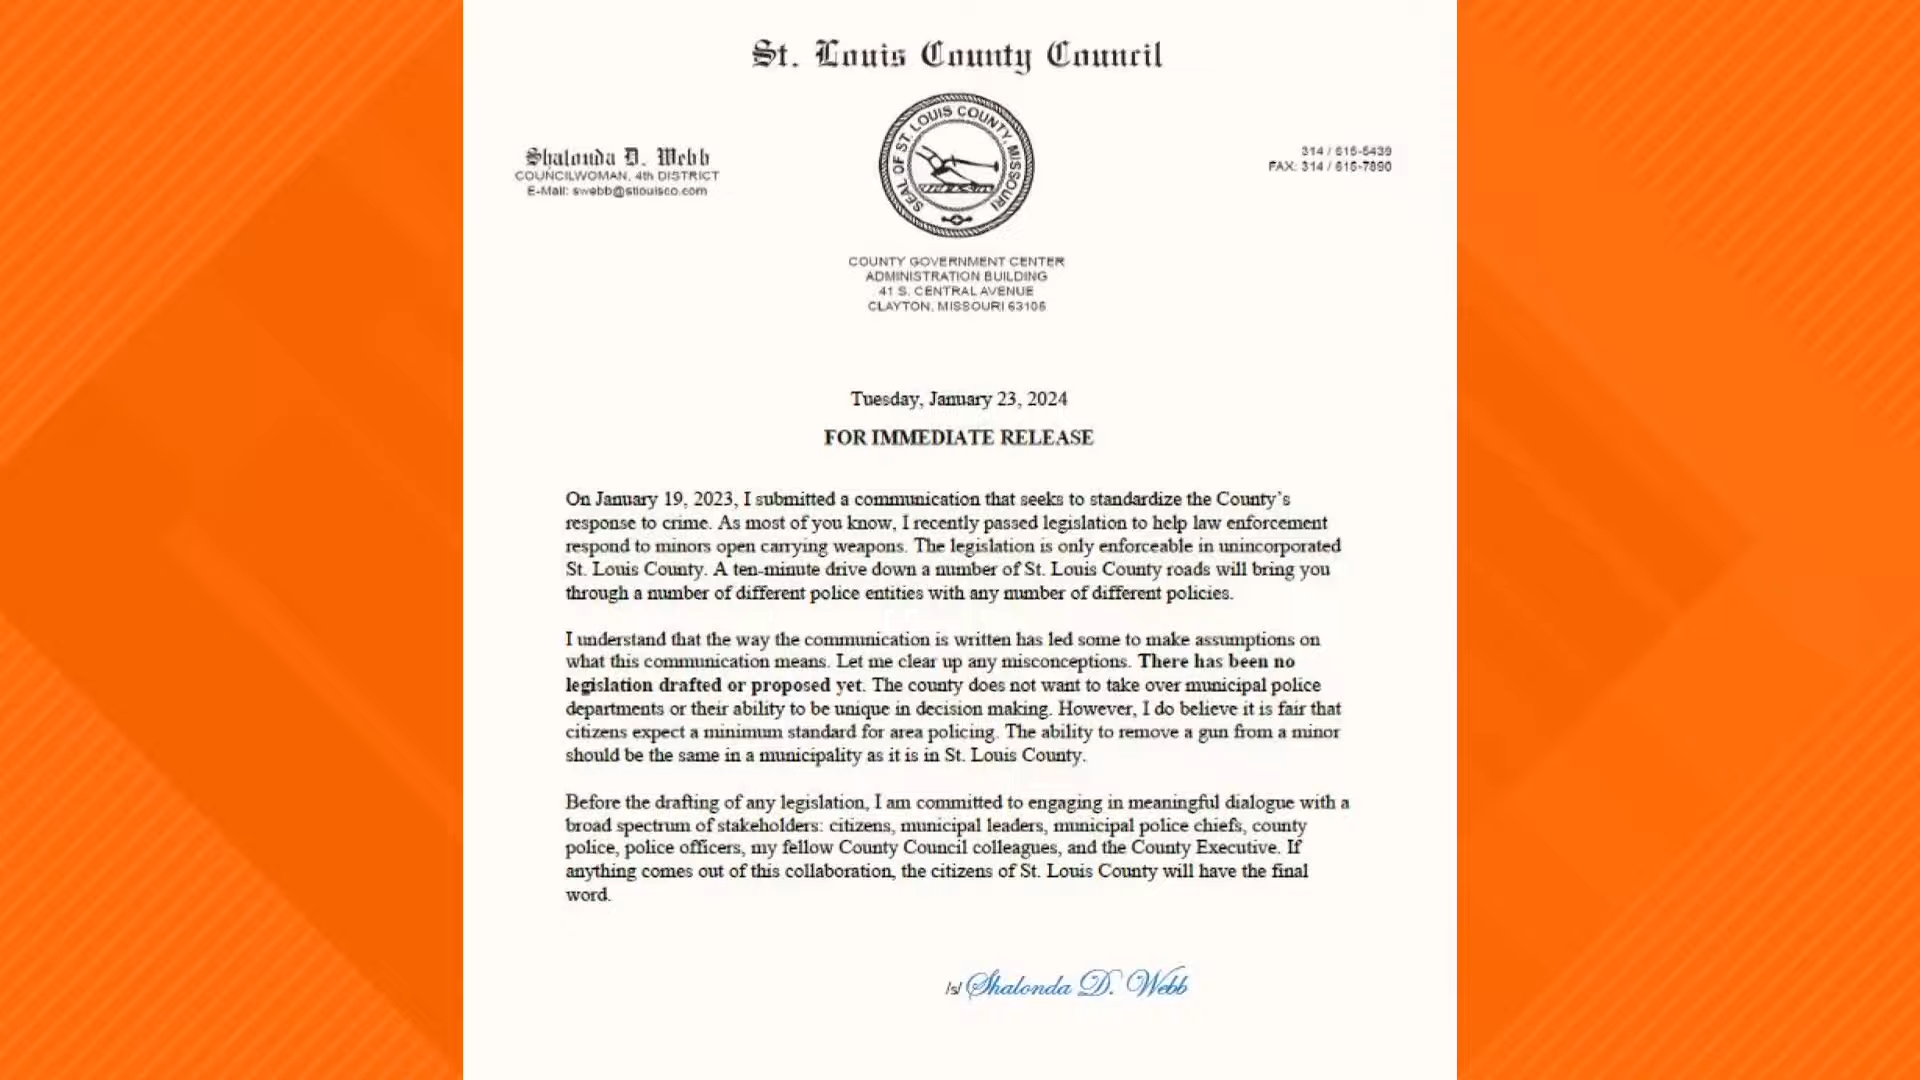 St. Louis County Council
SEAL OF ST. LOUIS COUNTY, MISSOURI
Shalonda D. Webb
COUNCILWOMAN, 4th DISTRICT
E-Mail: swebb@stlouisco.com
314 / 615-5439
FAX: 314 / 615-7890
COUNTY GOVERNMENT CENTER
ADMINISTRATION BUILDING
41 S. CENTRAL AVENUE
CLAYTON, MISSOURI 63105
Tuesday, January 23, 2024
FOR IMMEDIATE RELEASE
On January 19, 2023, I submitted a communication that seeks to standardize the County's
response to crime. As most of you know, I recently passed legislation to help law enforcement
respond to minors open carrying weapons. The legislation is only enforceable in unincorporated
St. Louis County. A ten-minute drive down a number of St. Louis County roads will bring you
through a number of different police entities with any number of different policies.
I understand that the way the communication is written has led some to make assumptions on
what this communication means. Let me clear up any misconceptions. There has been no
legislation drafted or proposed yet. The county does not want to take over municipal police
departments or their ability to be unique in decision making. However, I do believe it is fair that
citizens expect a minimum standard for area policing. The ability to remove a gun from a minor
should be the same in a municipality as it is in St. Louis County.
Before the drafting of any legislation, I am committed to engaging in meaningful dialogue with a
broad spectrum of stakeholders: citizens, municipal leaders, municipal police chiefs, county
police, police officers, my fellow County Council colleagues, and the County Executive. If
anything comes out of this collaboration, the citizens of St. Louis County will have the final
word.
/s/ Shalonda D. Webb